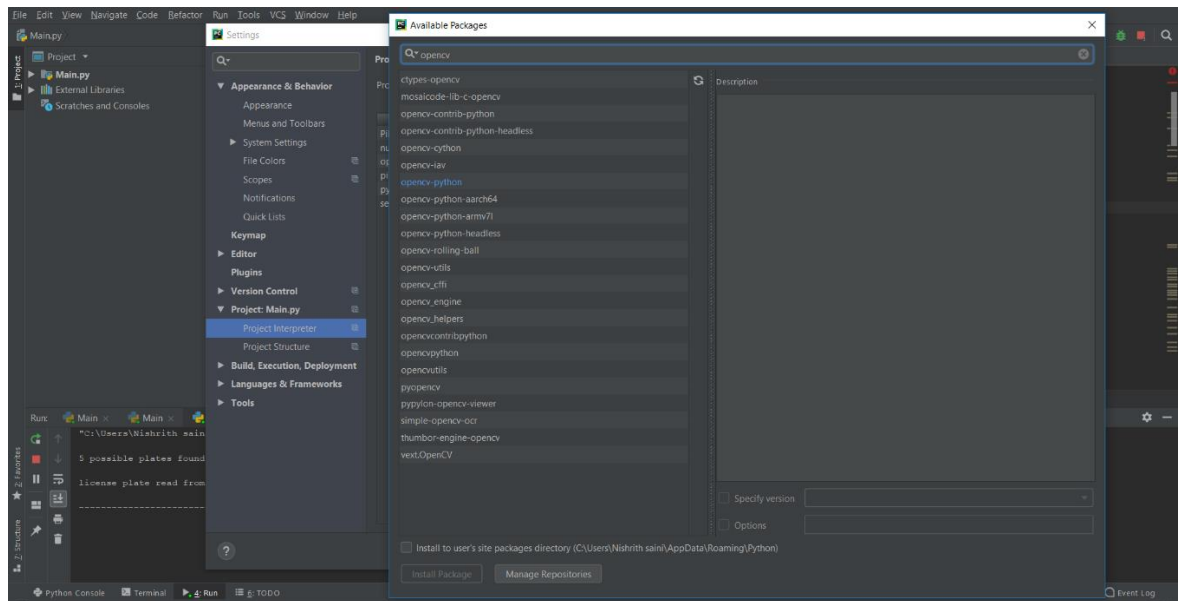 File Edit View Navigate Code Refactor Run Tools VCS Window Help
Main.py
1: Project
Project
Main.py
External Libraries
Scratches and Consoles
Settings
Appearance & Behavior
Appearance
Menus and Toolbars
System Settings
File Colors
Scopes
Notifications
Quick Lists
Keymap
Editor
Plugins
Version Control
Project: Main.py
Project Interpreter
Project Structure
Build, Execution, Deployment
Languages & Frameworks
Tools
?
Available Packages
opencv
ctypes-opencv
mosaicode-lib-c-opencv
opencv-contrib-python
opencv-contrib-python-headless
opencv-cython
opencv-iav
opencv-python
opencv-python-aarch64
opencv-python-armv7l
opencv-python-headless
opencv-rolling-ball
opencv-utils
opencv_cffi
opencv_engine
opencv_helpers
opencvcontribpython
opencvpython
opencvutils
pyopencv
pypylon-opencv-viewer
simple-opencv-ocr
thumbor-engine-opencv
vext.OpenCV
Description
Specify version
Options
Install to user's site packages directory (C:\Users\Nishrith saini\AppData\Roaming\Python)
Install Package Manage Repositories
Run: Main Main
"C:\Users\Nishrith sain
5 possible plates found
license plate read from
----------------------
2: Favorites
7: Structure
Python Console Terminal 4: Run 6: TODO Event Log